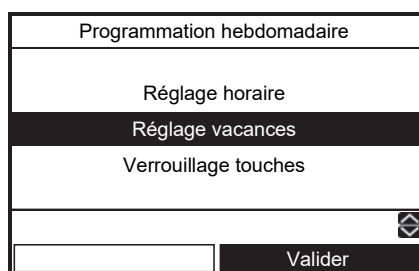 Programmation hebdomadaire
Réglage horaire
Réglage vacances
Verrouillage touches
Valider